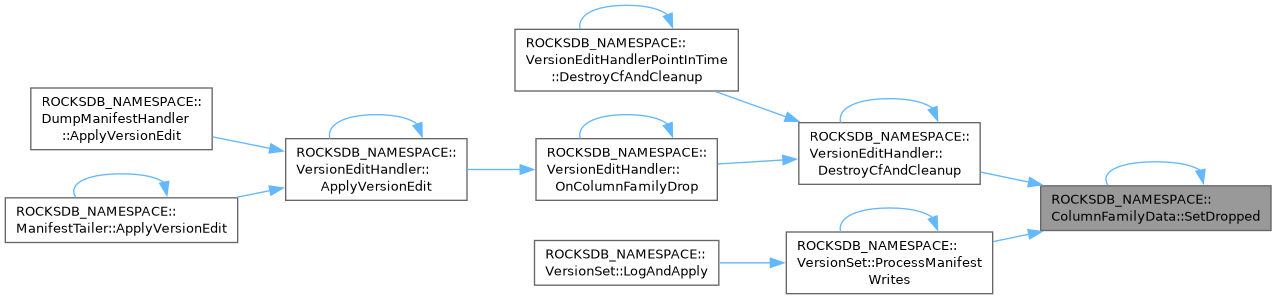 ROCKSDB_NAMESPACE::
VersionEditHandlerPointInTime
::DestroyCfAndCleanup
ROCKSDB_NAMESPACE::
DumpManifestHandler
::ApplyVersionEdit
ROCKSDB_NAMESPACE::
VersionEditHandler::
ApplyVersionEdit
ROCKSDB_NAMESPACE::
VersionEditHandler::
OnColumnFamilyDrop
ROCKSDB_NAMESPACE::
VersionEditHandler::
DestroyCfAndCleanup
ROCKSDB_NAMESPACE::
ColumnFamilyData::SetDropped
ROCKSDB_NAMESPACE::
ManifestTailer::ApplyVersionEdit
ROCKSDB_NAMESPACE::
VersionSet::LogAndApply
ROCKSDB_NAMESPACE::
VersionSet::ProcessManifest
Writes